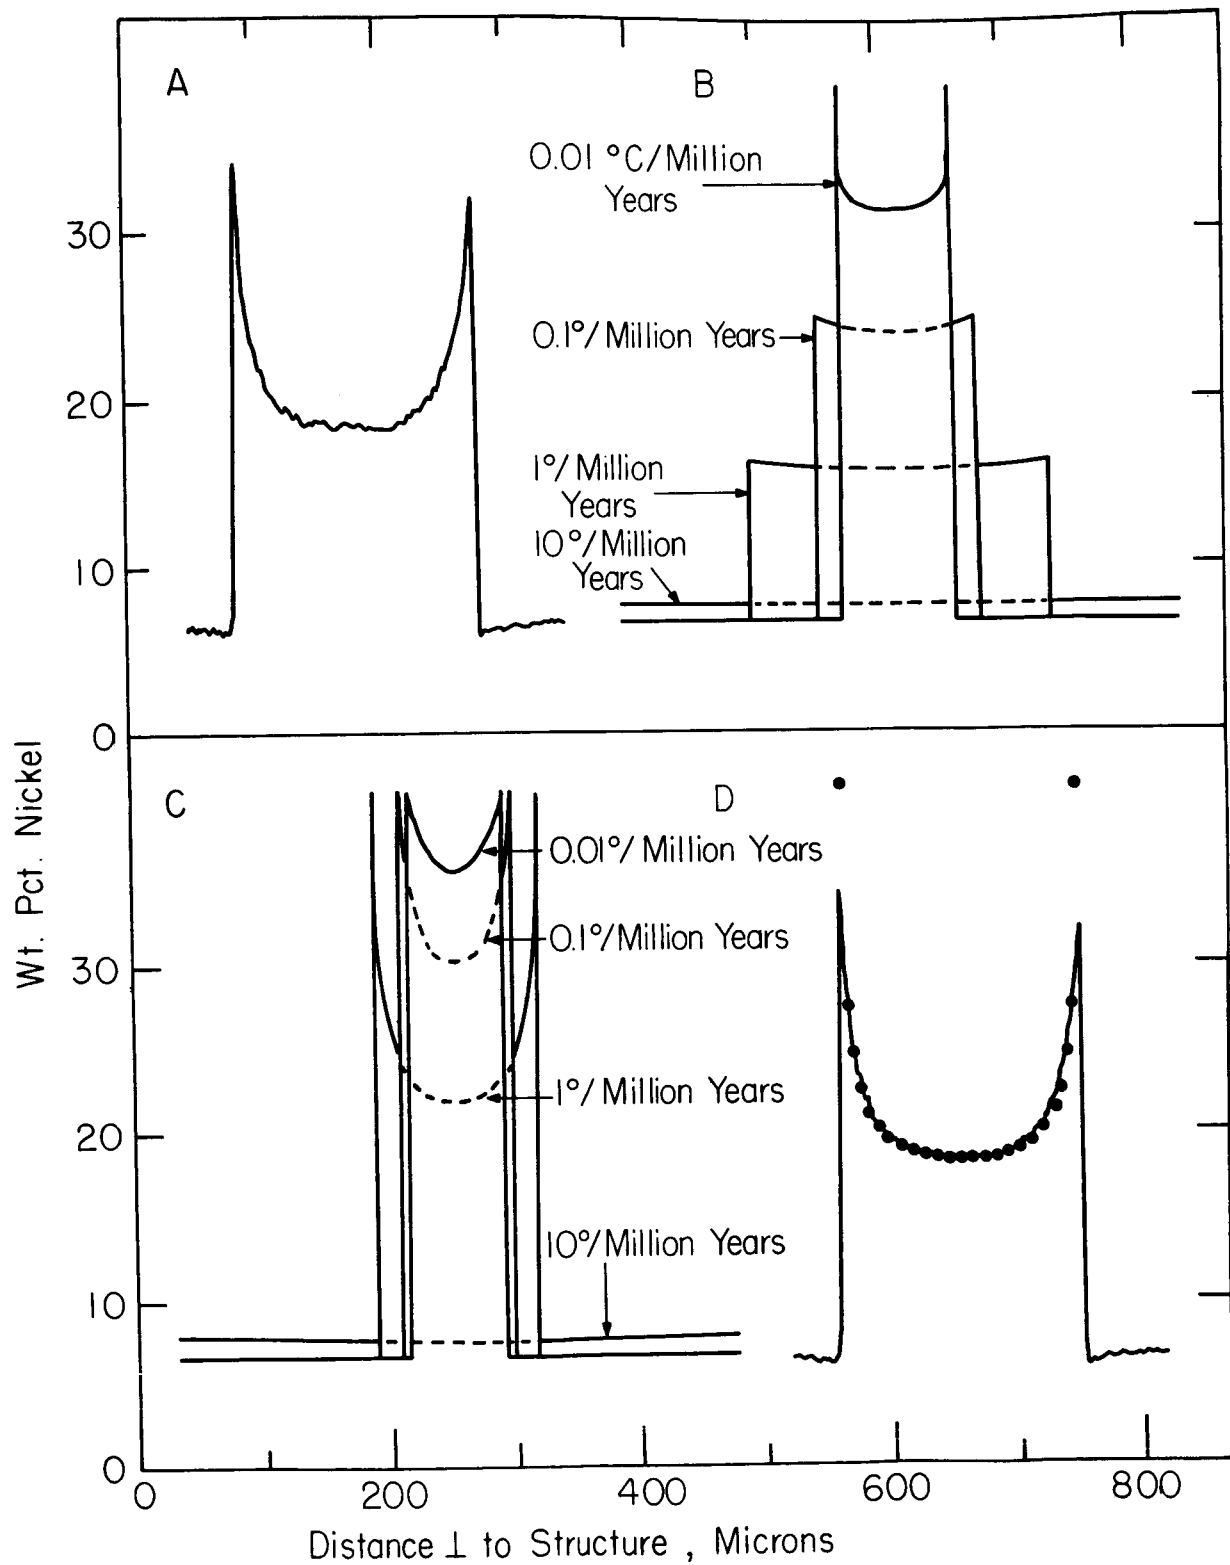 A
B
0.01 °C/Million
Years
30
0.1°/Million Years
20
1°/Million
Years
10°/Million
Years
10
0
Wt. Pct. Nickel
C
D
0.01°/Million Years
0.1°/Million Years
30
1°/Million Years
20
10°/Million Years
10
0
0
200
400
600
800
Distance ⊥ to Structure , Microns